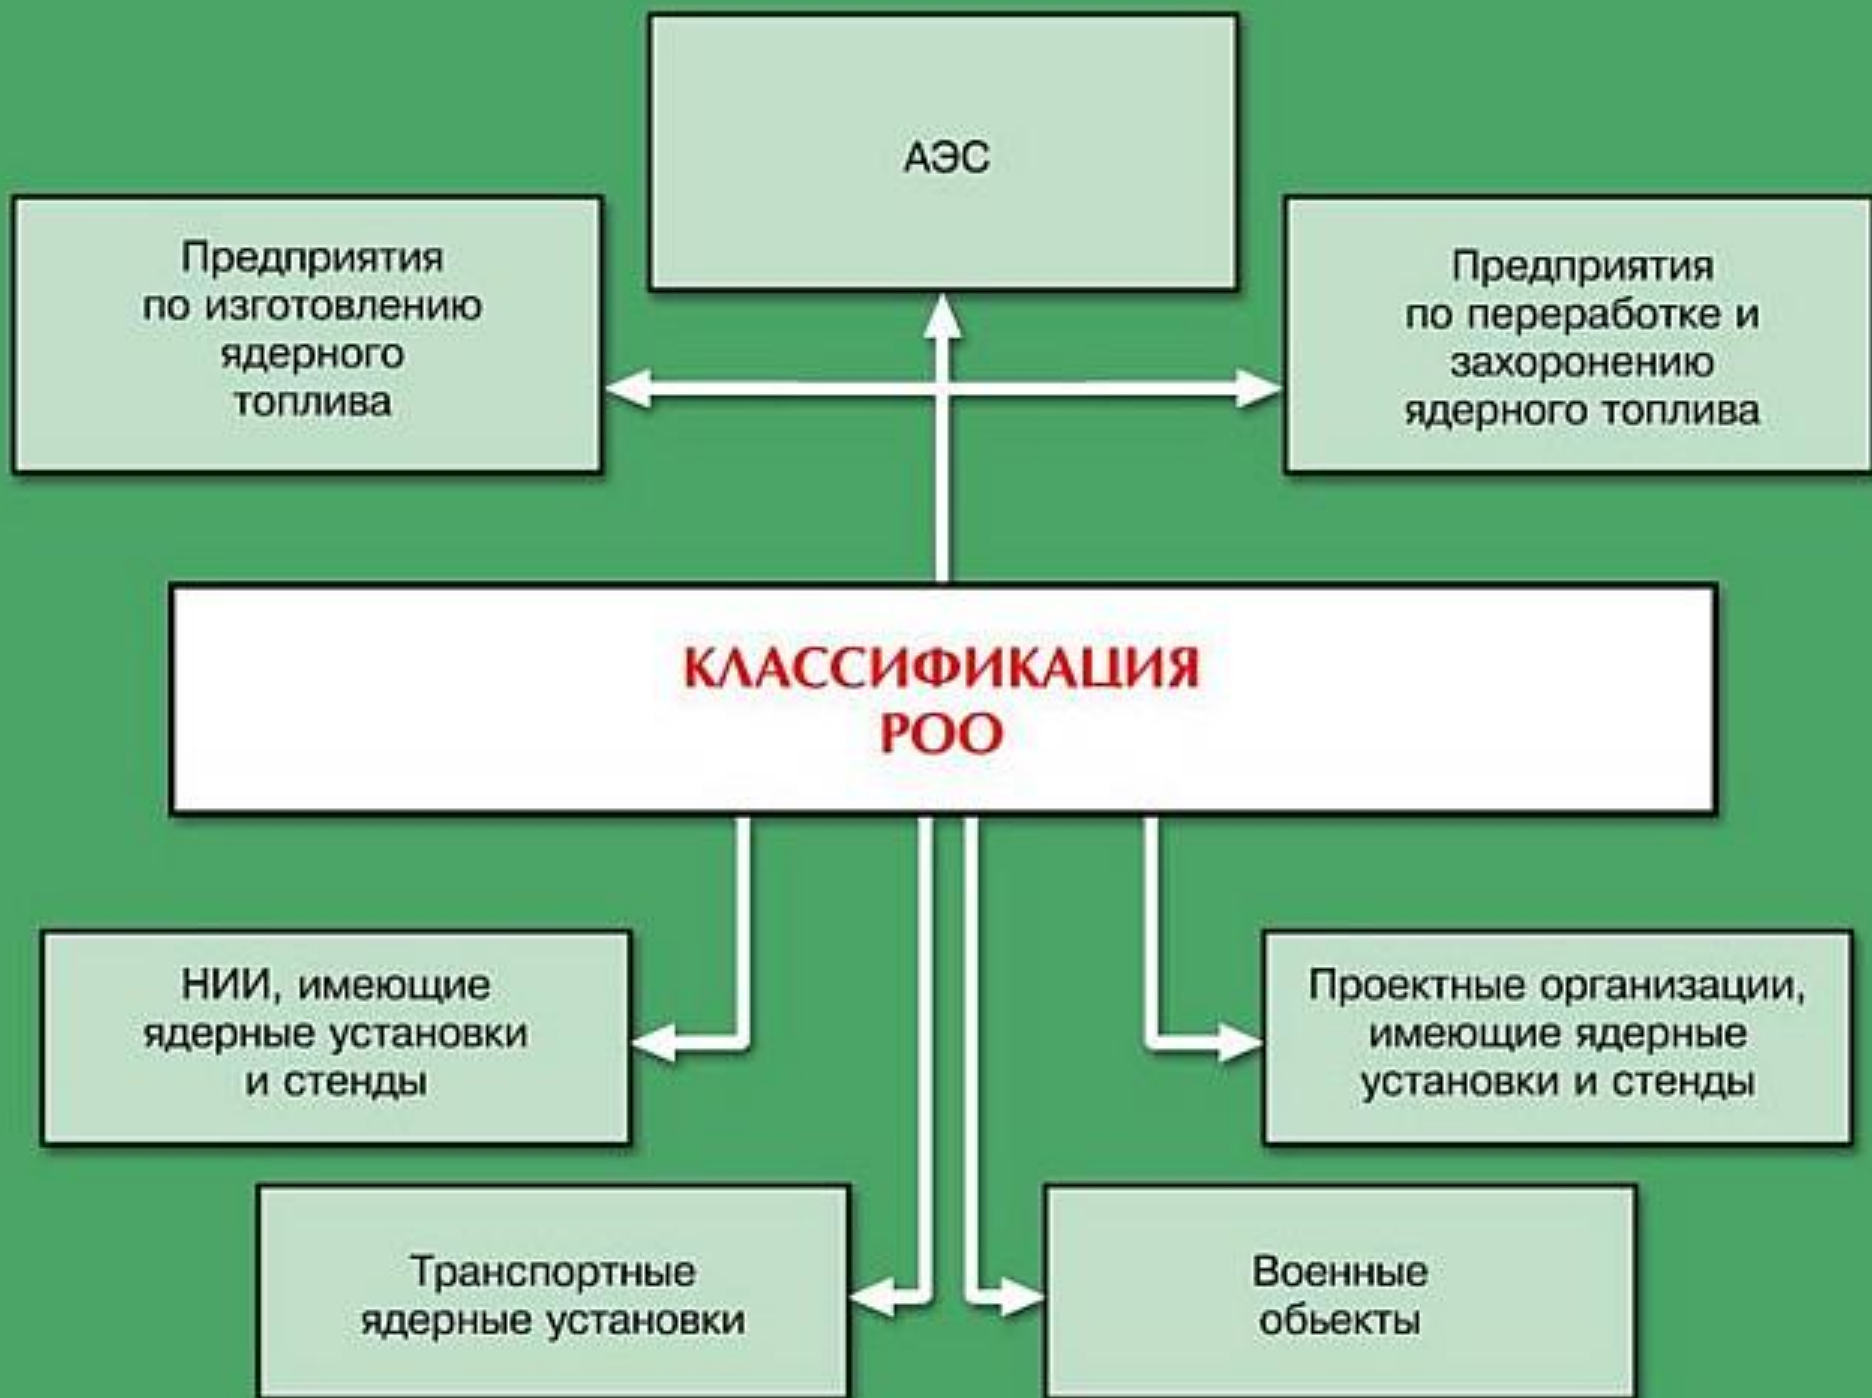 АЭС
Предприятия
по изготовлению
ядерного
топлива
Предприятия
по переработке и
захоронению
ядерного топлива
КЛАССИФИКАЦИЯ
РОО
НИИ, имеющие
ядерные установки
и стенды
Проектные организации,
имеющие ядерные
установки и стенды
Транспортные
ядерные установки
Военные
обьекты